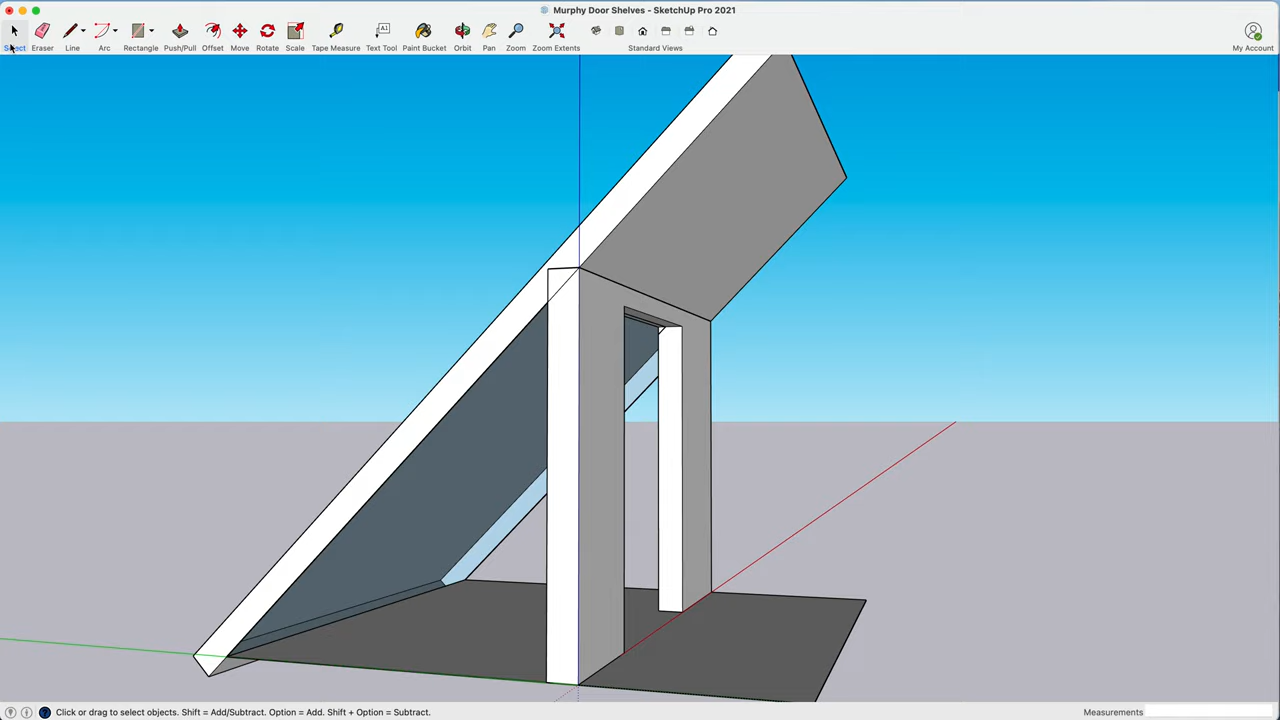 Murphy Door Shelves - SketchUp Pro 2021
Select Eraser Line Arc Rectangle Push/Pull Offset Move Rotate Scale Tape Measure Text Tool Paint Bucket Orbit Pan Zoom Zoom Extents Standard Views My Account
Click or drag to select objects. Shift = Add/Subtract. Option = Add. Shift + Option = Subtract. Measurements